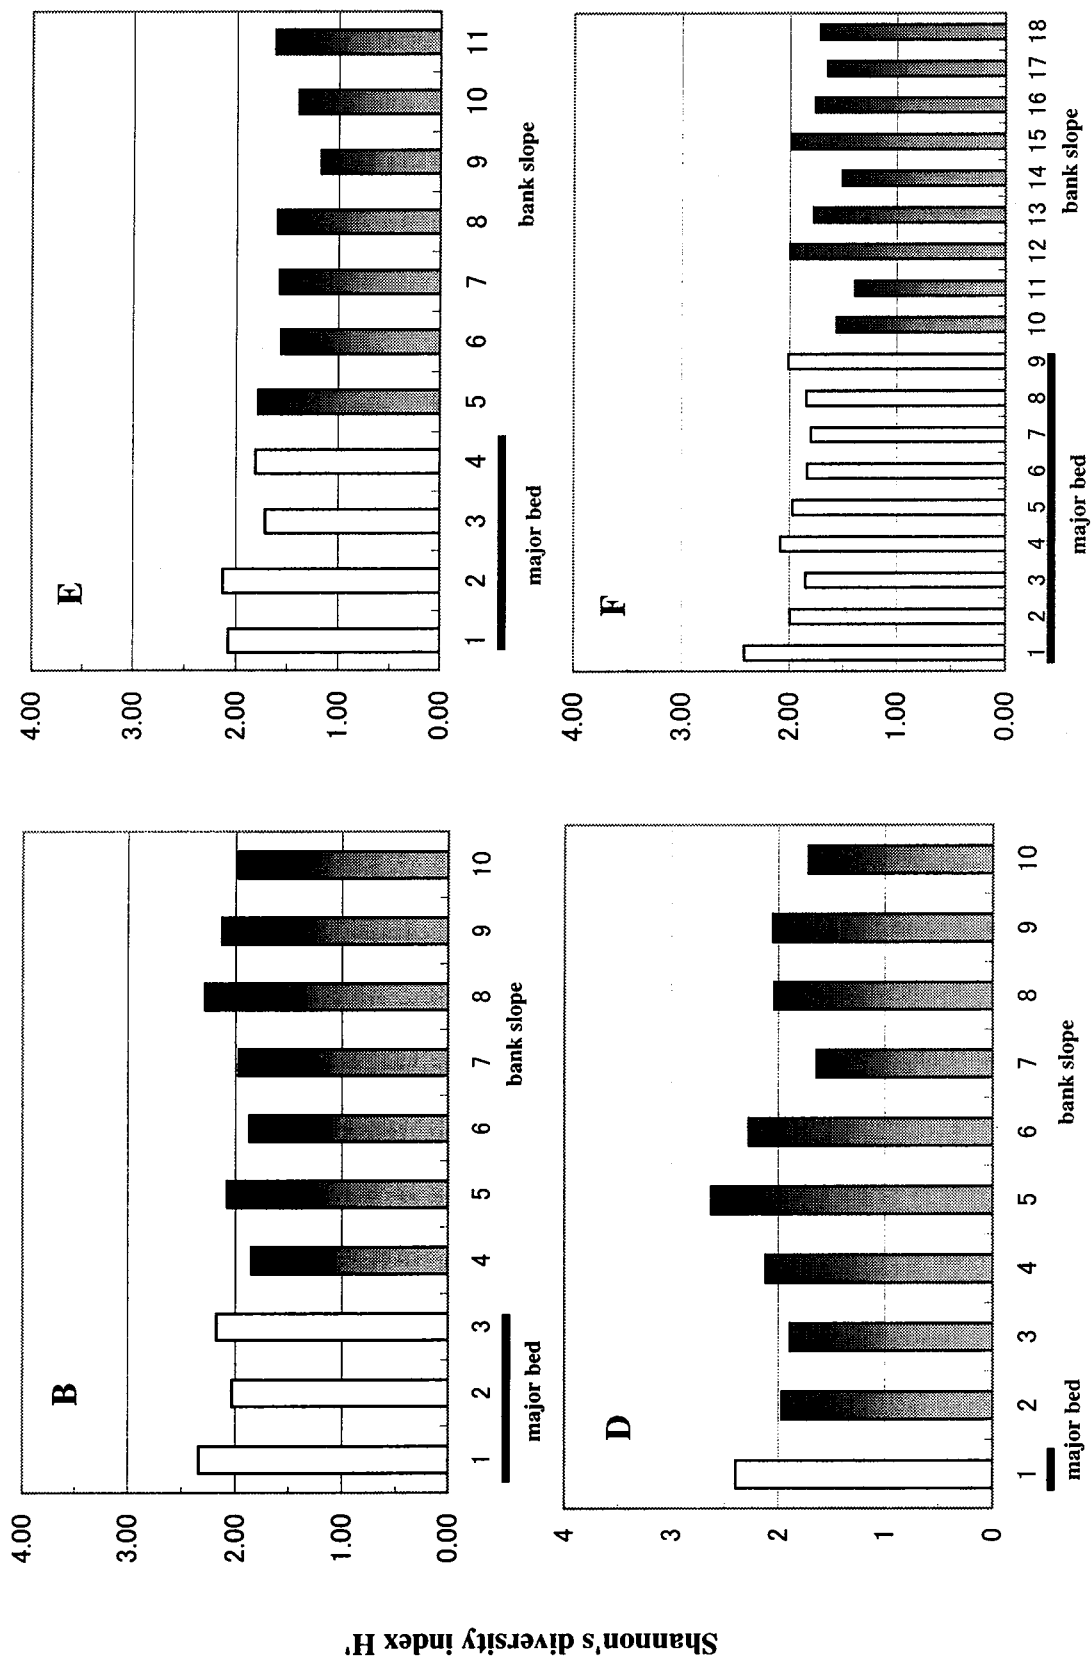 Shannon's diversity index H'
B
4.00
3.00
2.00
1.00
0.00
1 2 3 4 5 6 7 8 9 10
major bed
bank slope
E
4.00
3.00
2.00
1.00
0.00
1 2 3 4 5 6 7 8 9 10 11
major bed
bank slope
D
4
3
2
1
0
1 2 3 4 5 6 7 8 9 10
major bed
bank slope
F
4.00
3.00
2.00
1.00
0.00
1 2 3 4 5 6 7 8 9 10 11 12 13 14 15 16 17 18
major bed
bank slope